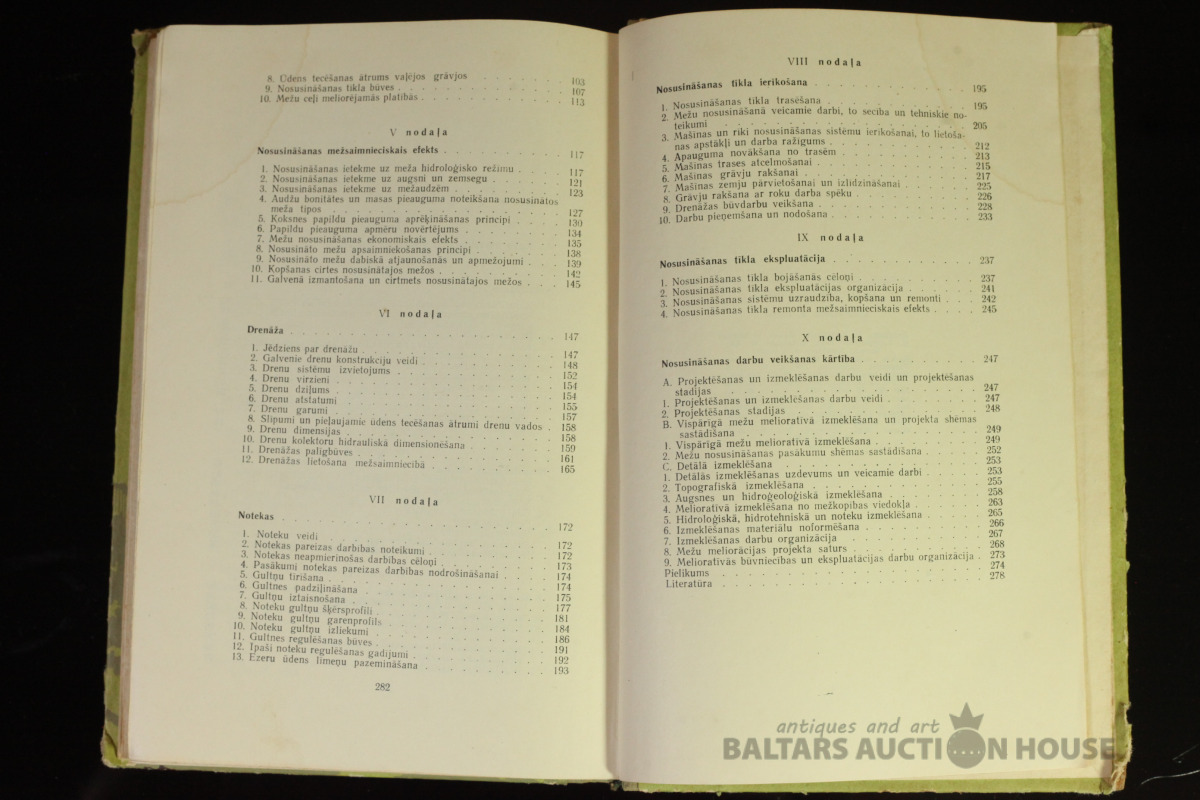 8. Ūdens tecēšanas ātrums vaļējos grāvjos 103
9. Nosusināšanas tīkla būves 107
10. Mežu ceļi meliorējamās platībās 113
V nodaļa
Nosusināšanas mežsaimnieciskais efekts 117
1. Nosusināšanas ietekme uz meža hidroloģisko režīmu 117
2. Nosusināšanas ietekme uz augsni un zemsegu 121
3. Nosusināšanas ietekme uz mežaudzēm 123
4. Audžu bonitātes un masas pieauguma noteikšana nosusinātos
meža tipos 127
5. Koksnes papildu pieauguma aprēķināšanas principi 130
6. Papildu pieauguma apmēru novērtējums 134
7. Mežu nosusināšanas ekonomiskais efekts 135
8. Nosusināto mežu apsaimniekošanas principi 138
9. Nosusināto mežu dabiskā atjaunošanās un apmežojumi 139
10. Kopšanas cirtes nosusinātajos mežos 142
11. Galvenā izmantošana un cirtmets nosusinātajos mežos 145
VI nodaļa
Drenāža 147
1. Jēdziens par drenāžu 147
2. Galvenie drenu konstrukciju veidi 148
3. Drenu sistēmu izvietojums 152
4. Drenu virzieni 154
5. Drenu dziļums 154
6. Drenu atstatumi 155
7. Drenu garumi 157
8. Slīpumi un pieļaujamie ūdens tecēšanas ātrumi drenu vados 158
9. Drenu dimensijas 158
10. Drenu kolektoru hidrauliskā dimensionēšana 159
11. Drenāžas palīgbūves 161
12. Drenāžas lietošana mežsaimniecībā 165
VII nodaļa
Notekas 172
1. Noteku veidi 172
2. Notekas pareizas darbības noteikumi 172
3. Notekas neapmierinošas darbības cēloņi 173
4. Pasākumi notekas pareizas darbības nodrošināšanai 174
5. Gultņu tīrīšana 174
6. Gultnes padziļināšana 175
7. Gultņu iztaisnošana 177
8. Noteku gultņu šķērsprofili 181
9. Noteku gultņu garenprofils 184
10. Noteku gultņu izliekumi 186
11. Gultnes regulēšanas būves 191
12. Īpaši noteku regulēšanas gadījumi 192
13. Ezeru ūdens līmeņu pazemināšana 193
282
VIII nodaļa
Nosusināšanas tīkla ierīkošana 195
1. Nosusināšanas tīkla trasēšana 195
2. Mežu nosusināšanā veicamie darbi, to secība un tehniskie no-
teikumi 205
3. Mašīnas un rīki nosusināšanas sistēmu ierīkošanai, to lietoša-
nas apstākļi un darba ražīgums 212
4. Apauguma novākšana no trasēm 213
5. Mašīnas trases atcelmošanai 215
6. Mašīnas grāvju rakšanai 217
7. Mašīnas zemju pārvietošanai un izlīdzināšanai 225
8. Grāvju rakšana ar roku darba spēku 226
9. Drenāžas būvdarbu veikšana 228
10. Darbu pieņemšana un nodošana 233
IX nodaļa
Nosusināšanas tīkla ekspluatācija 237
1. Nosusināšanas tīkla bojāšanās cēloņi 237
2. Nosusināšanas tīkla ekspluatācijas organizācija 241
3. Nosusināšanas sistēmu uzraudzība, kopšana un remonti 242
4. Nosusināšanas tīkla remonta mežsaimnieciskais efekts 245
X nodaļa
Nosusināšanas darbu veikšanas kārtība 247
A. Projektēšanas un izmeklēšanas darbu veidi un projektēšanas
stadijas 247
1. Projektēšanas un izmeklēšanas darbu veidi 247
2. Projektēšanas stadijas 248
B. Vispārīgā mežu melioratīvā izmeklēšana un projekta shēmas
sastādīšana 249
1. Vispārīgā mežu melioratīvā izmeklēšana 249
2. Mežu nosusināšanas pasākumu shēmas sastādīšana 252
C. Detālā izmeklēšana 253
1. Detālās izmeklēšanas uzdevums un veicamie darbi 253
2. Topogrāfiskā izmeklēšana 255
3. Augsnes un hidroģeoloģiskā izmeklēšana 258
4. Melioratīvā izmeklēšana no mežkopības viedokļa 263
5. Hidroloģiskā, hidrotehniskā un noteku izmeklēšana 265
6. Izmeklēšanas materiālu noformēšana 266
7. Izmeklēšanas darbu organizācija 267
8. Mežu meliorācijas projekta saturs 268
9. Melioratīvās būvniecības un ekspluatācijas darbu organizācija 273
Pielikums 274
Literatūra 278
antiques and art
BALTARS AUCTION HOUSE